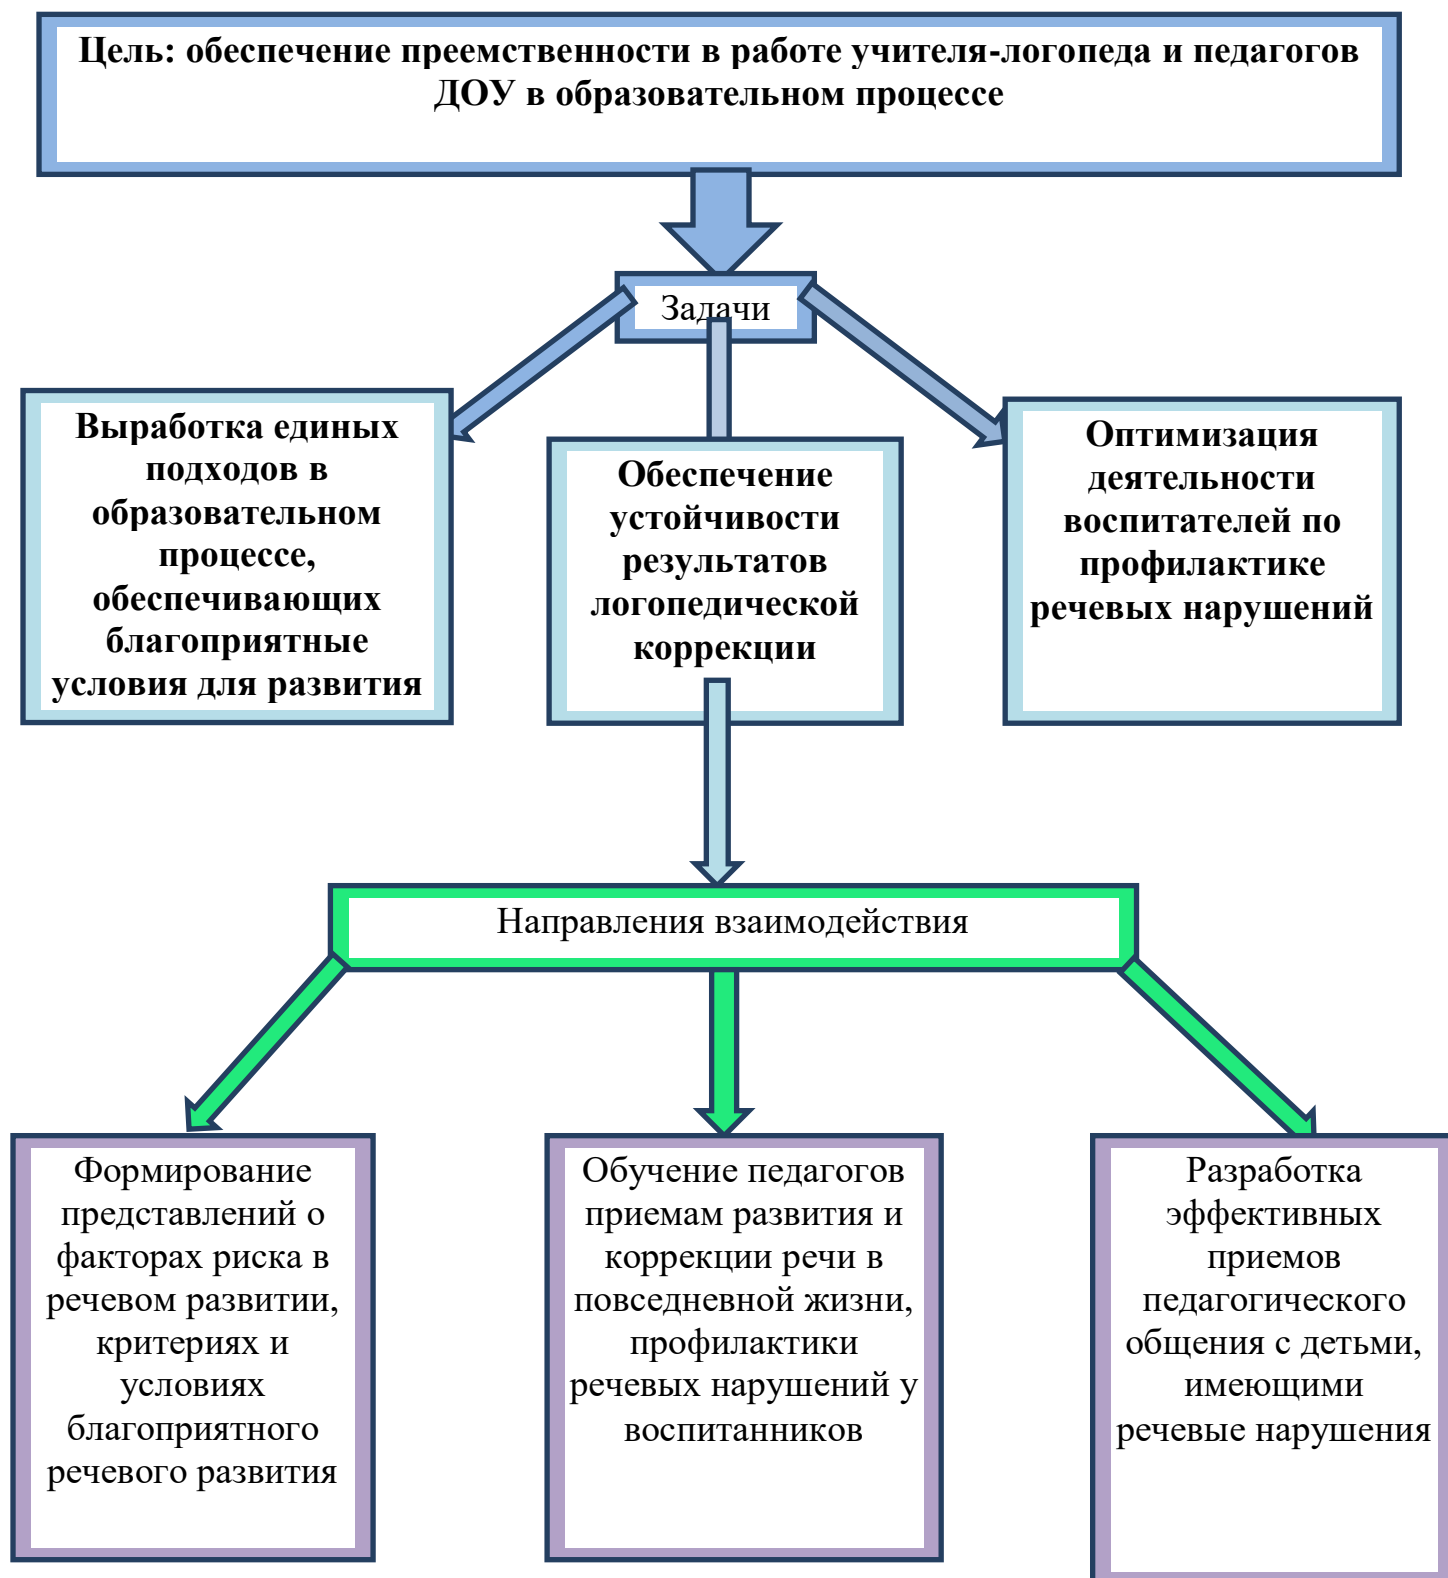 Цель: обеспечение преемственности в работе учителя-логопеда и педагогов
ДОУ в образовательном процессе
Задачи
Выработка единых
подходов в
образовательном
процессе,
обеспечивающих
благоприятные
условия для развития
Обеспечение
устойчивости
результатов
логопедической
коррекции
Оптимизация
деятельности
воспитателей по
профилактике
речевых нарушений
Направления взаимодействия
Формирование
представлений о
факторах риска в
речевом развитии,
критериях и
условиях
благоприятного
речевого развития
Обучение педагогов
приемам развития и
коррекции речи в
повседневной жизни,
профилактики
речевых нарушений у
воспитанников
Разработка
эффективных
приемов
педагогического
общения с детьми,
имеющими
речевые нарушения